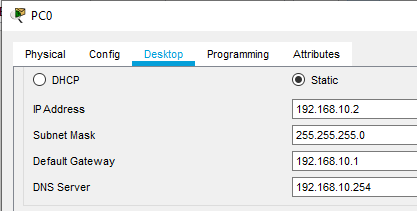 PC0
Physical Config Desktop Programming Attributes
DHCP Static
IP Address 192.168.10.2
Subnet Mask 255.255.255.0
Default Gateway 192.168.10.1
DNS Server 192.168.10.254